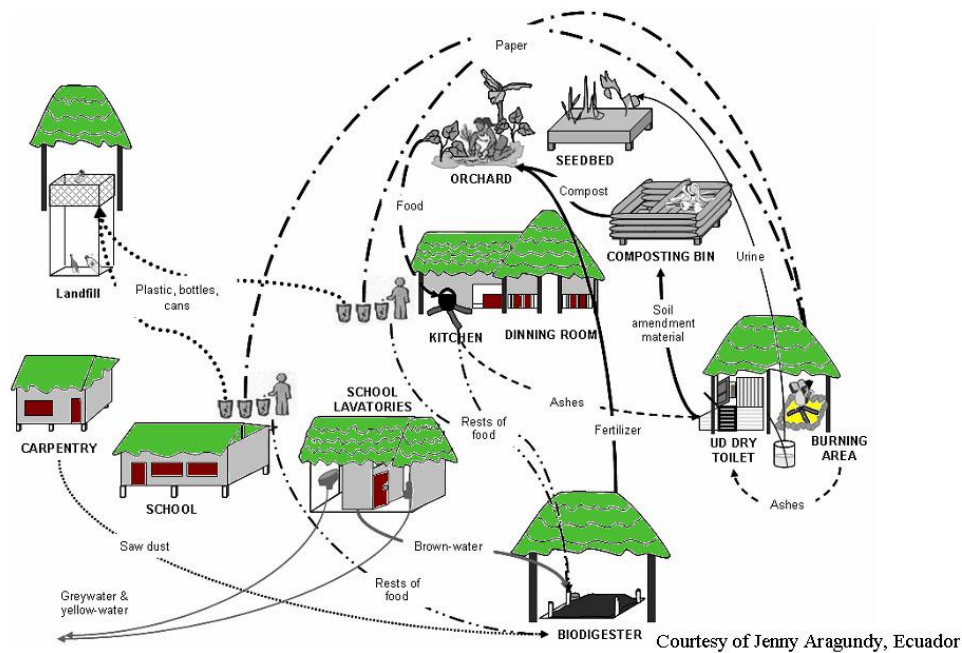 Paper
SEEDBED
ORCHARD
Compost
Food
COMPOSTING BIN
Urine
Landfill
Plastic, bottles,
cans
KITCHEN
DINNING ROOM
Soil
amendment
material
SCHOOL
LAVATORIES
Ashes
Rests of
food
Fertilizer
UD DRY
TOILET
BURNING
AREA
CARPENTRY
SCHOOL
Ashes
Saw dust
Brown-water
Rests of
food
Greywater &
yellow-water
BIODIGESTER
Courtesy of Jenny Aragundy, Ecuador